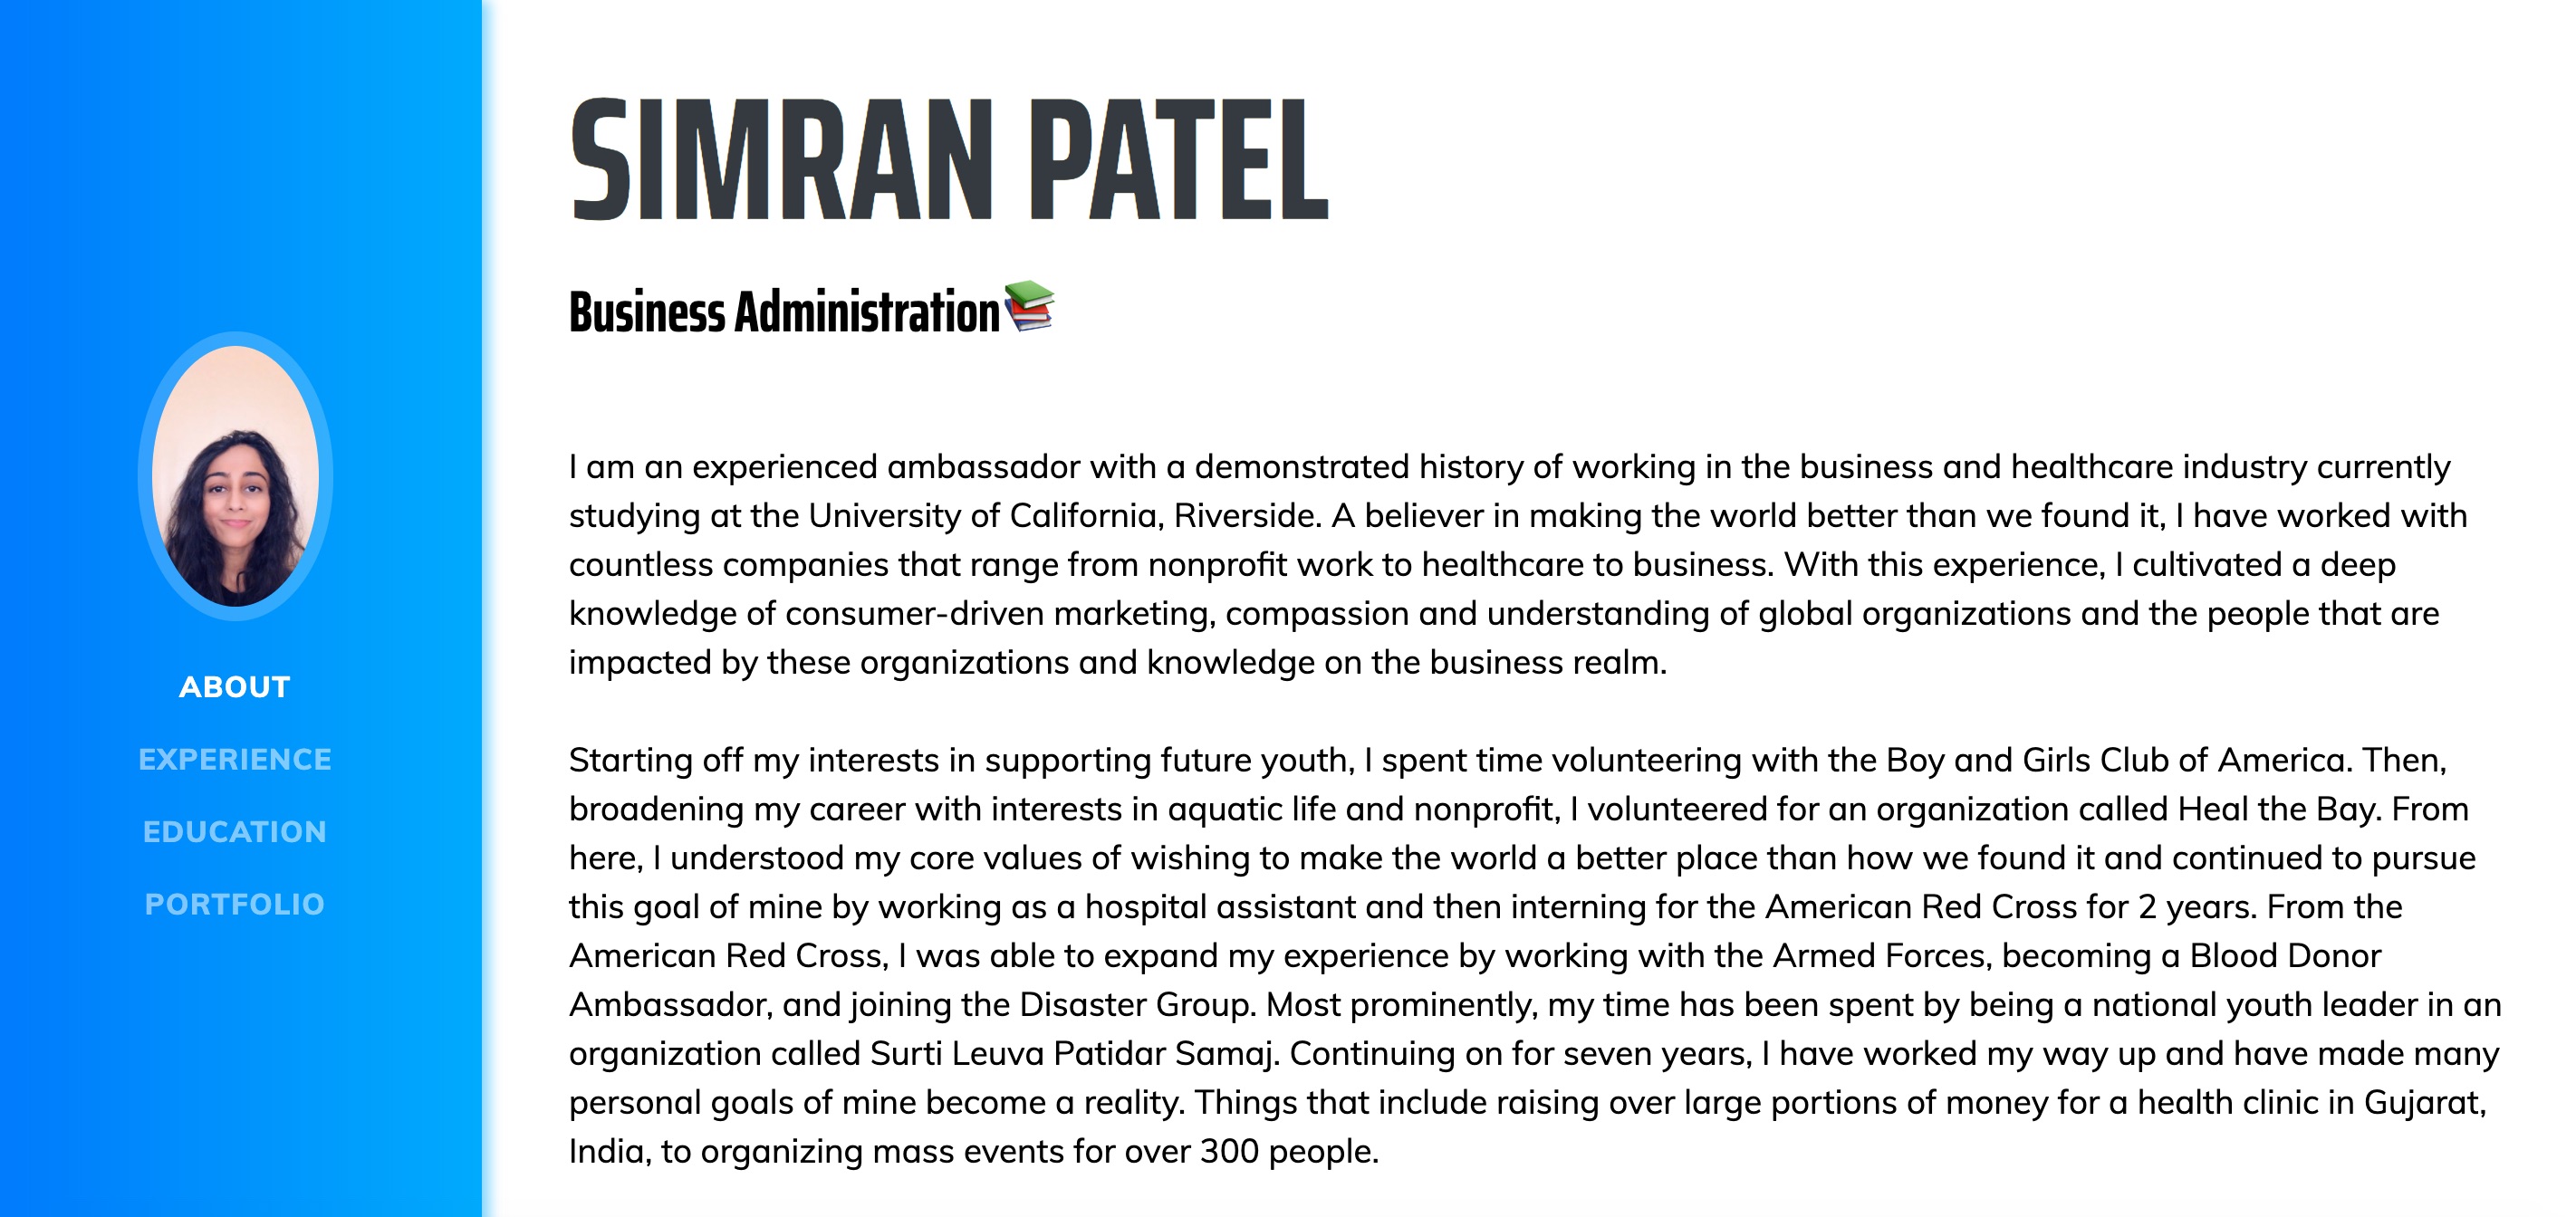 SIMRAN PATEL
Business Administration📚
ABOUT
EXPERIENCE
EDUCATION
PORTFOLIO
I am an experienced ambassador with a demonstrated history of working in the business and healthcare industry currently
studying at the University of California, Riverside. A believer in making the world better than we found it, I have worked with
countless companies that range from nonprofit work to healthcare to business. With this experience, I cultivated a deep
knowledge of consumer-driven marketing, compassion and understanding of global organizations and the people that are
impacted by these organizations and knowledge on the business realm.
Starting off my interests in supporting future youth, I spent time volunteering with the Boy and Girls Club of America. Then,
broadening my career with interests in aquatic life and nonprofit, I volunteered for an organization called Heal the Bay. From
here, I understood my core values of wishing to make the world a better place than how we found it and continued to pursue
this goal of mine by working as a hospital assistant and then interning for the American Red Cross for 2 years. From the
American Red Cross, I was able to expand my experience by working with the Armed Forces, becoming a Blood Donor
Ambassador, and joining the Disaster Group. Most prominently, my time has been spent by being a national youth leader in an
organization called Surti Leuva Patidar Samaj. Continuing on for seven years, I have worked my way up and have made many
personal goals of mine become a reality. Things that include raising over large portions of money for a health clinic in Gujarat,
India, to organizing mass events for over 300 people.